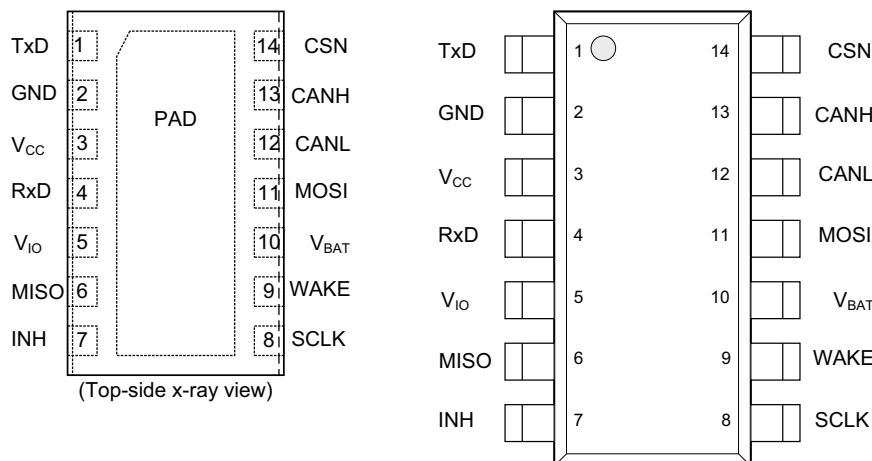 TxD 1 14 CSN
GND 2 13 CANH
PAD
VCC 3 12 CANL
RxD 4 11 MOSI
VIO 5 10 VBAT
MISO 6 9 WAKE
INH 7 8 SCLK
(Top-side x-ray view)
TxD 1 14 CSN
GND 2 13 CANH
VCC 3 12 CANL
RxD 4 11 MOSI
VIO 5 10 VBAT
MISO 6 9 WAKE
INH 7 8 SCLK